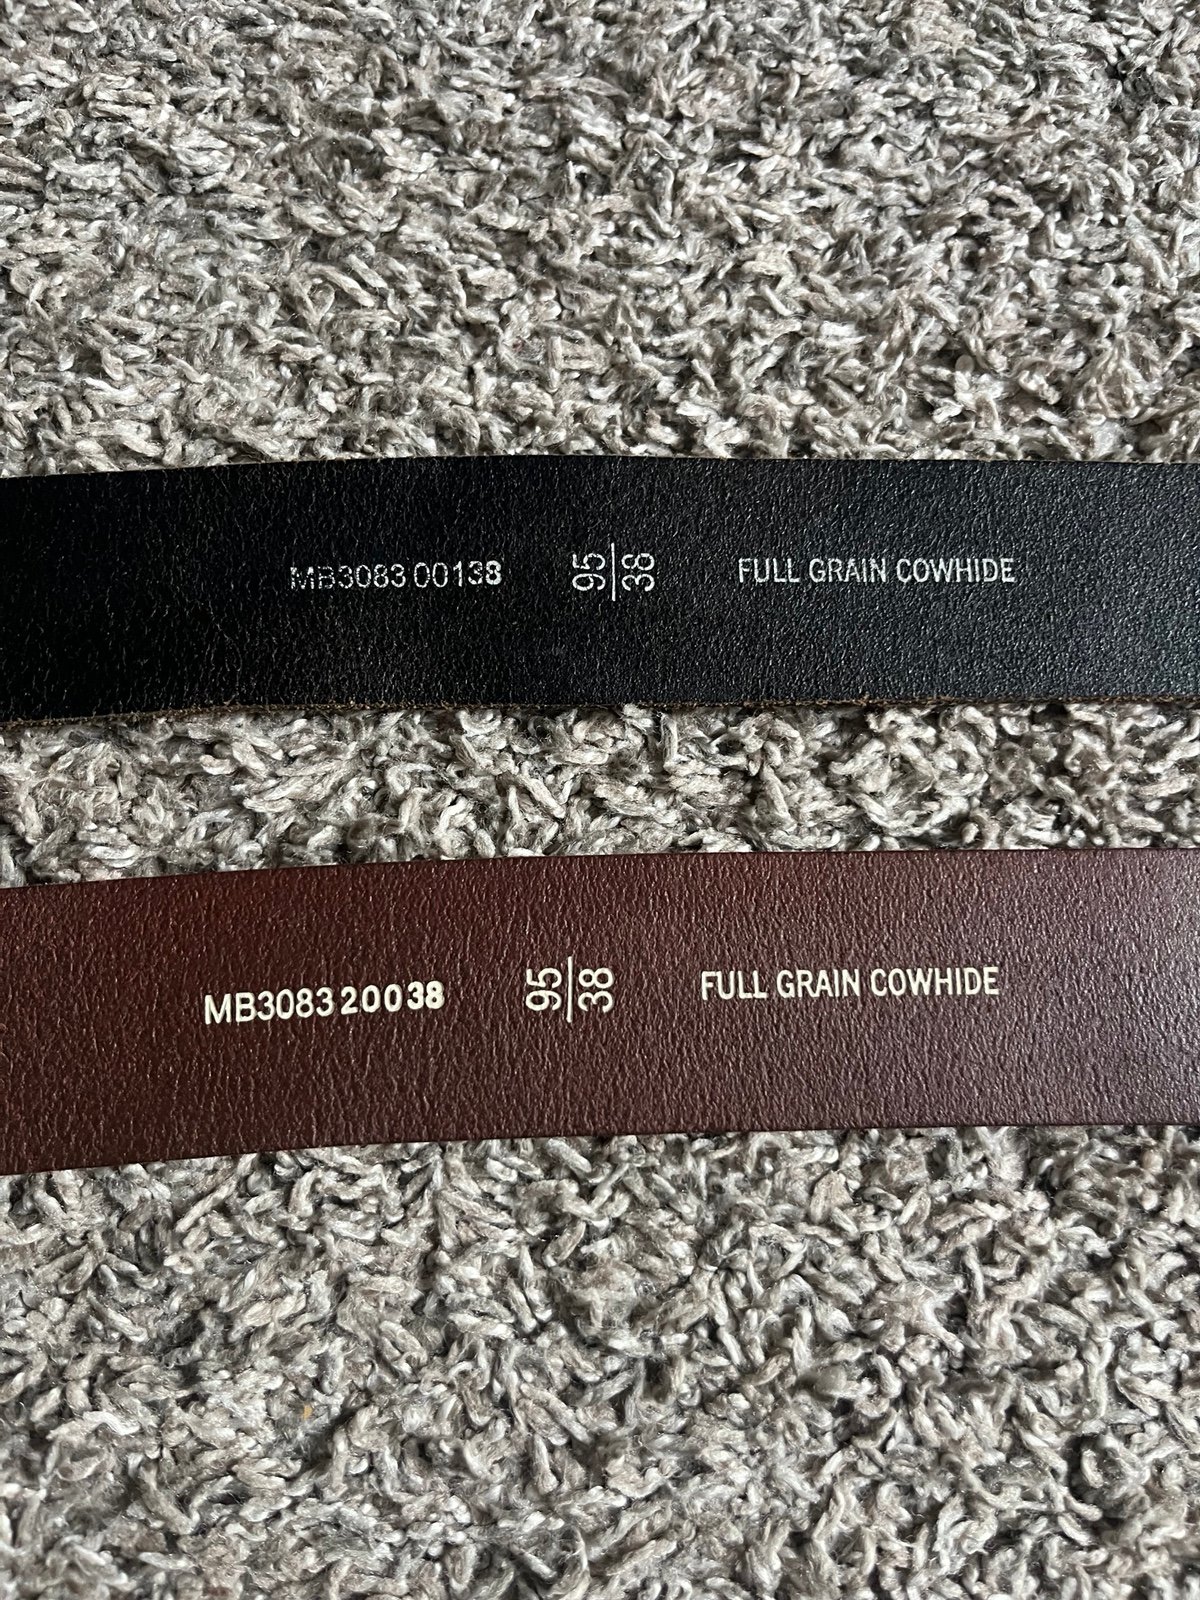 MB3083 00138
95
38
FULL GRAIN COWHIDE
MB3083 20038
95
38
FULL GRAIN COWHIDE